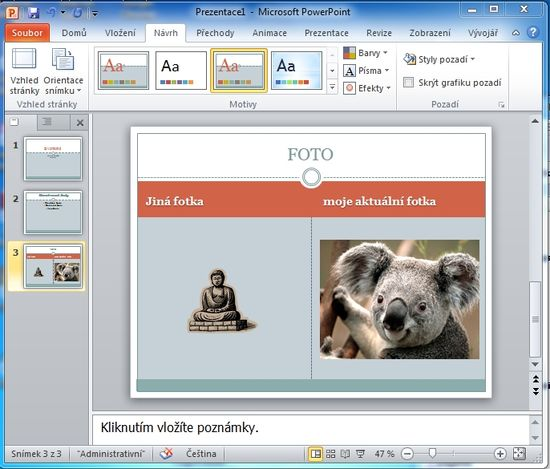 Prezentace1 - Microsoft PowerPoint
Soubor Domů Vložení Návrh Přechody Animace Prezentace Revize Zobrazení Vývojář
Vzhled stránky
Orientace snímku
Vzhled stránky
Aa
Aa
Aa
Aa
Motivy
Barvy
Písma
Efekty
Styly pozadí
Skrýt grafiku pozadí
Pozadí
1
2
3
FOTO
Jiná fotka
moje aktuální fotka
Kliknutím vložíte poznámky.
Snímek 3 z 3 "Administrativní" Čeština 47 %